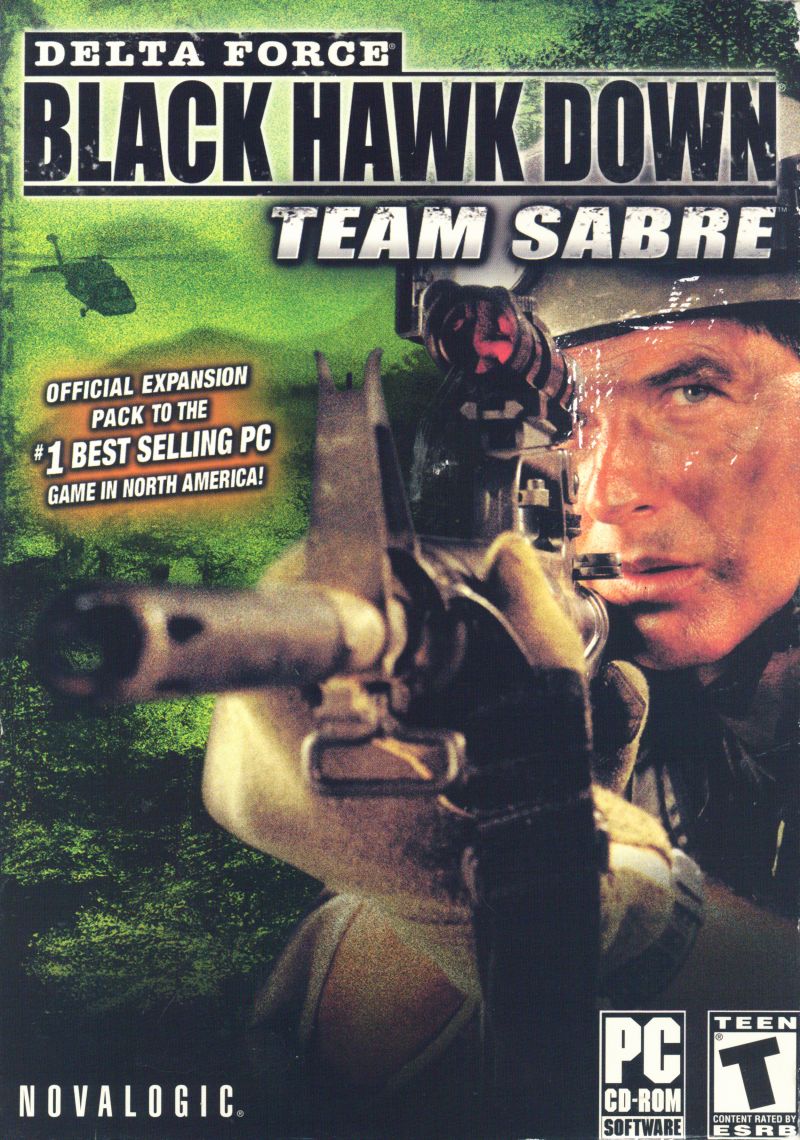 DELTA FORCE®
BLACK HAWK DOWN®
TEAM SABRE™
OFFICIAL EXPANSION
PACK TO THE
#1 BEST SELLING PC
GAME IN NORTH AMERICA!
NOVALOGIC®
PC
CD-ROM
SOFTWARE
TEEN
®
T
CONTENT RATED BY
ESRB